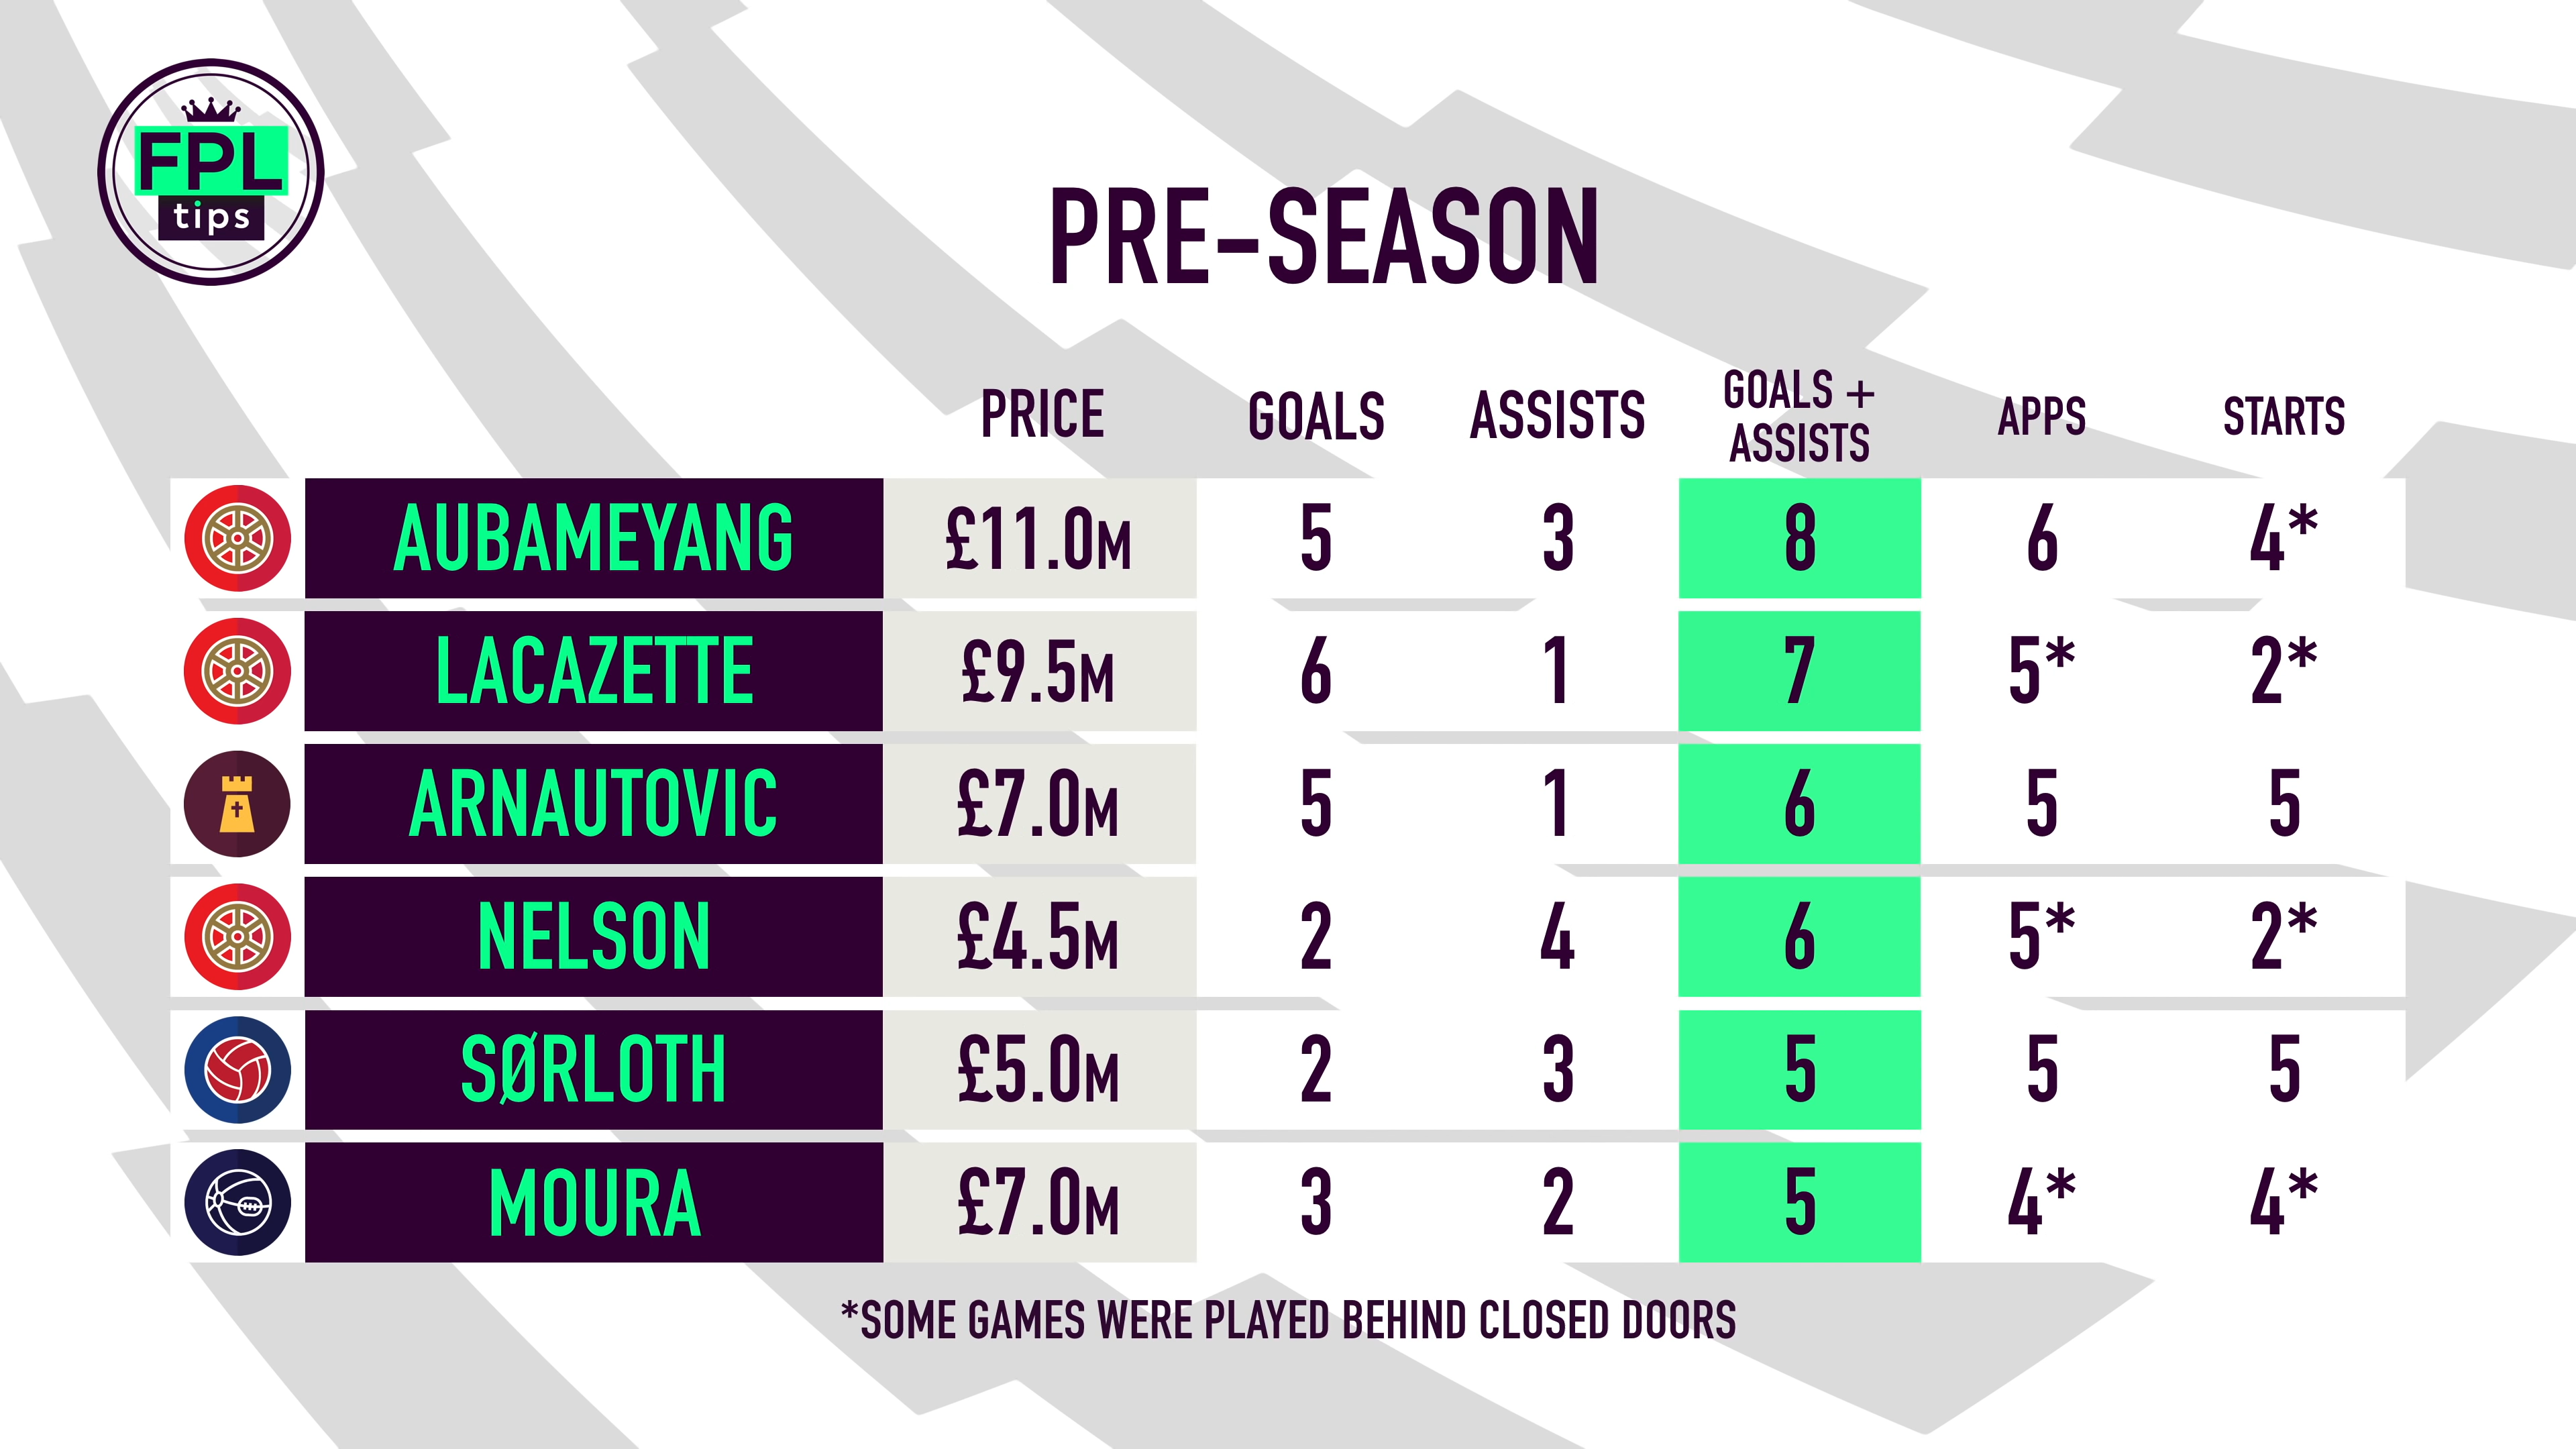 FPL
tips
PRE-SEASON
PRICE GOALS ASSISTS GOALS + ASSISTS APPS STARTS
AUBAMEYANG £11.0M 5 3 8 6 4*
LACAZETTE £9.5M 6 1 7 5* 2*
ARNAUTOVIC £7.0M 5 1 6 5 5
NELSON £4.5M 2 4 6 5* 2*
SØRLOTH £5.0M 2 3 5 5 5
MOURA £7.0M 3 2 5 4* 4*
*SOME GAMES WERE PLAYED BEHIND CLOSED DOORS